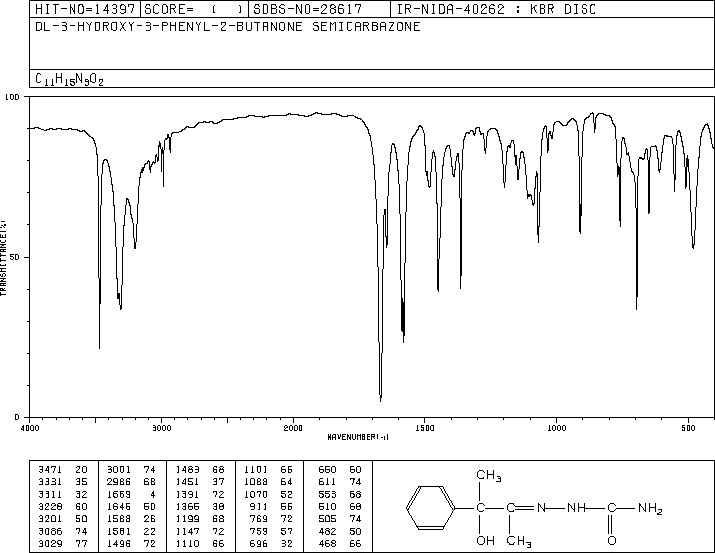 HIT-NO=14397 SCORE= ( ) SDBS-NO=28617 IR-NIDA-40262 : KBR DISC
DL-3-HYDROXY-3-PHENYL-2-BUTANONE SEMICARBAZONE
C11H15N3O2
100
50
0
TRANSMITTANCE(%)
4000 3000 2000 1500 1000 500
WAVENUMBER(-1)
3471 20 3001 74 1483 68 1101 66 650 60
3331 35 2986 68 1451 37 1088 64 611 74
3311 32 1669 4 1391 72 1070 52 553 68
3228 60 1646 50 1366 38 911 55 510 68
3201 50 1588 26 1199 68 769 72 505 74
3086 74 1581 22 1147 72 759 57 482 50
3029 77 1496 72 1110 66 696 32 468 66
CH3
C C N NH C NH2
OH CH3 O